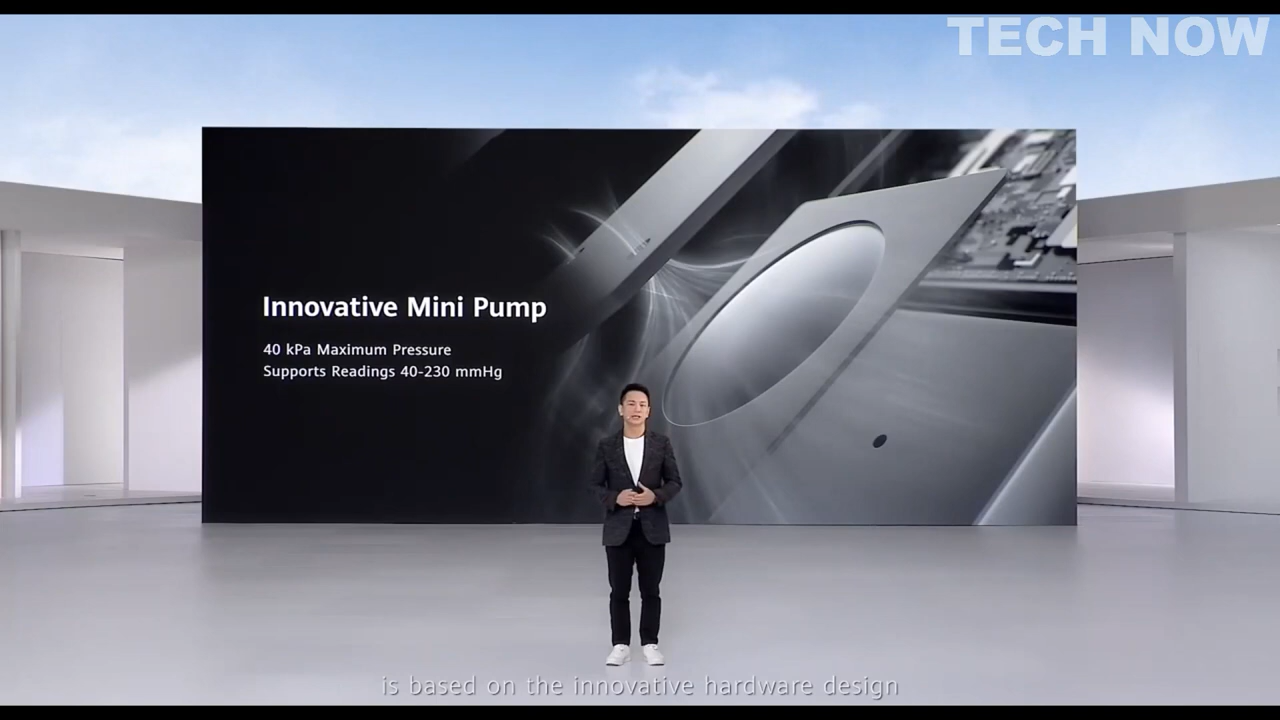 TECH NOW
Innovative Mini Pump
40 kPa Maximum Pressure
Supports Readings 40-230 mmHg
is based on the innovative hardware design